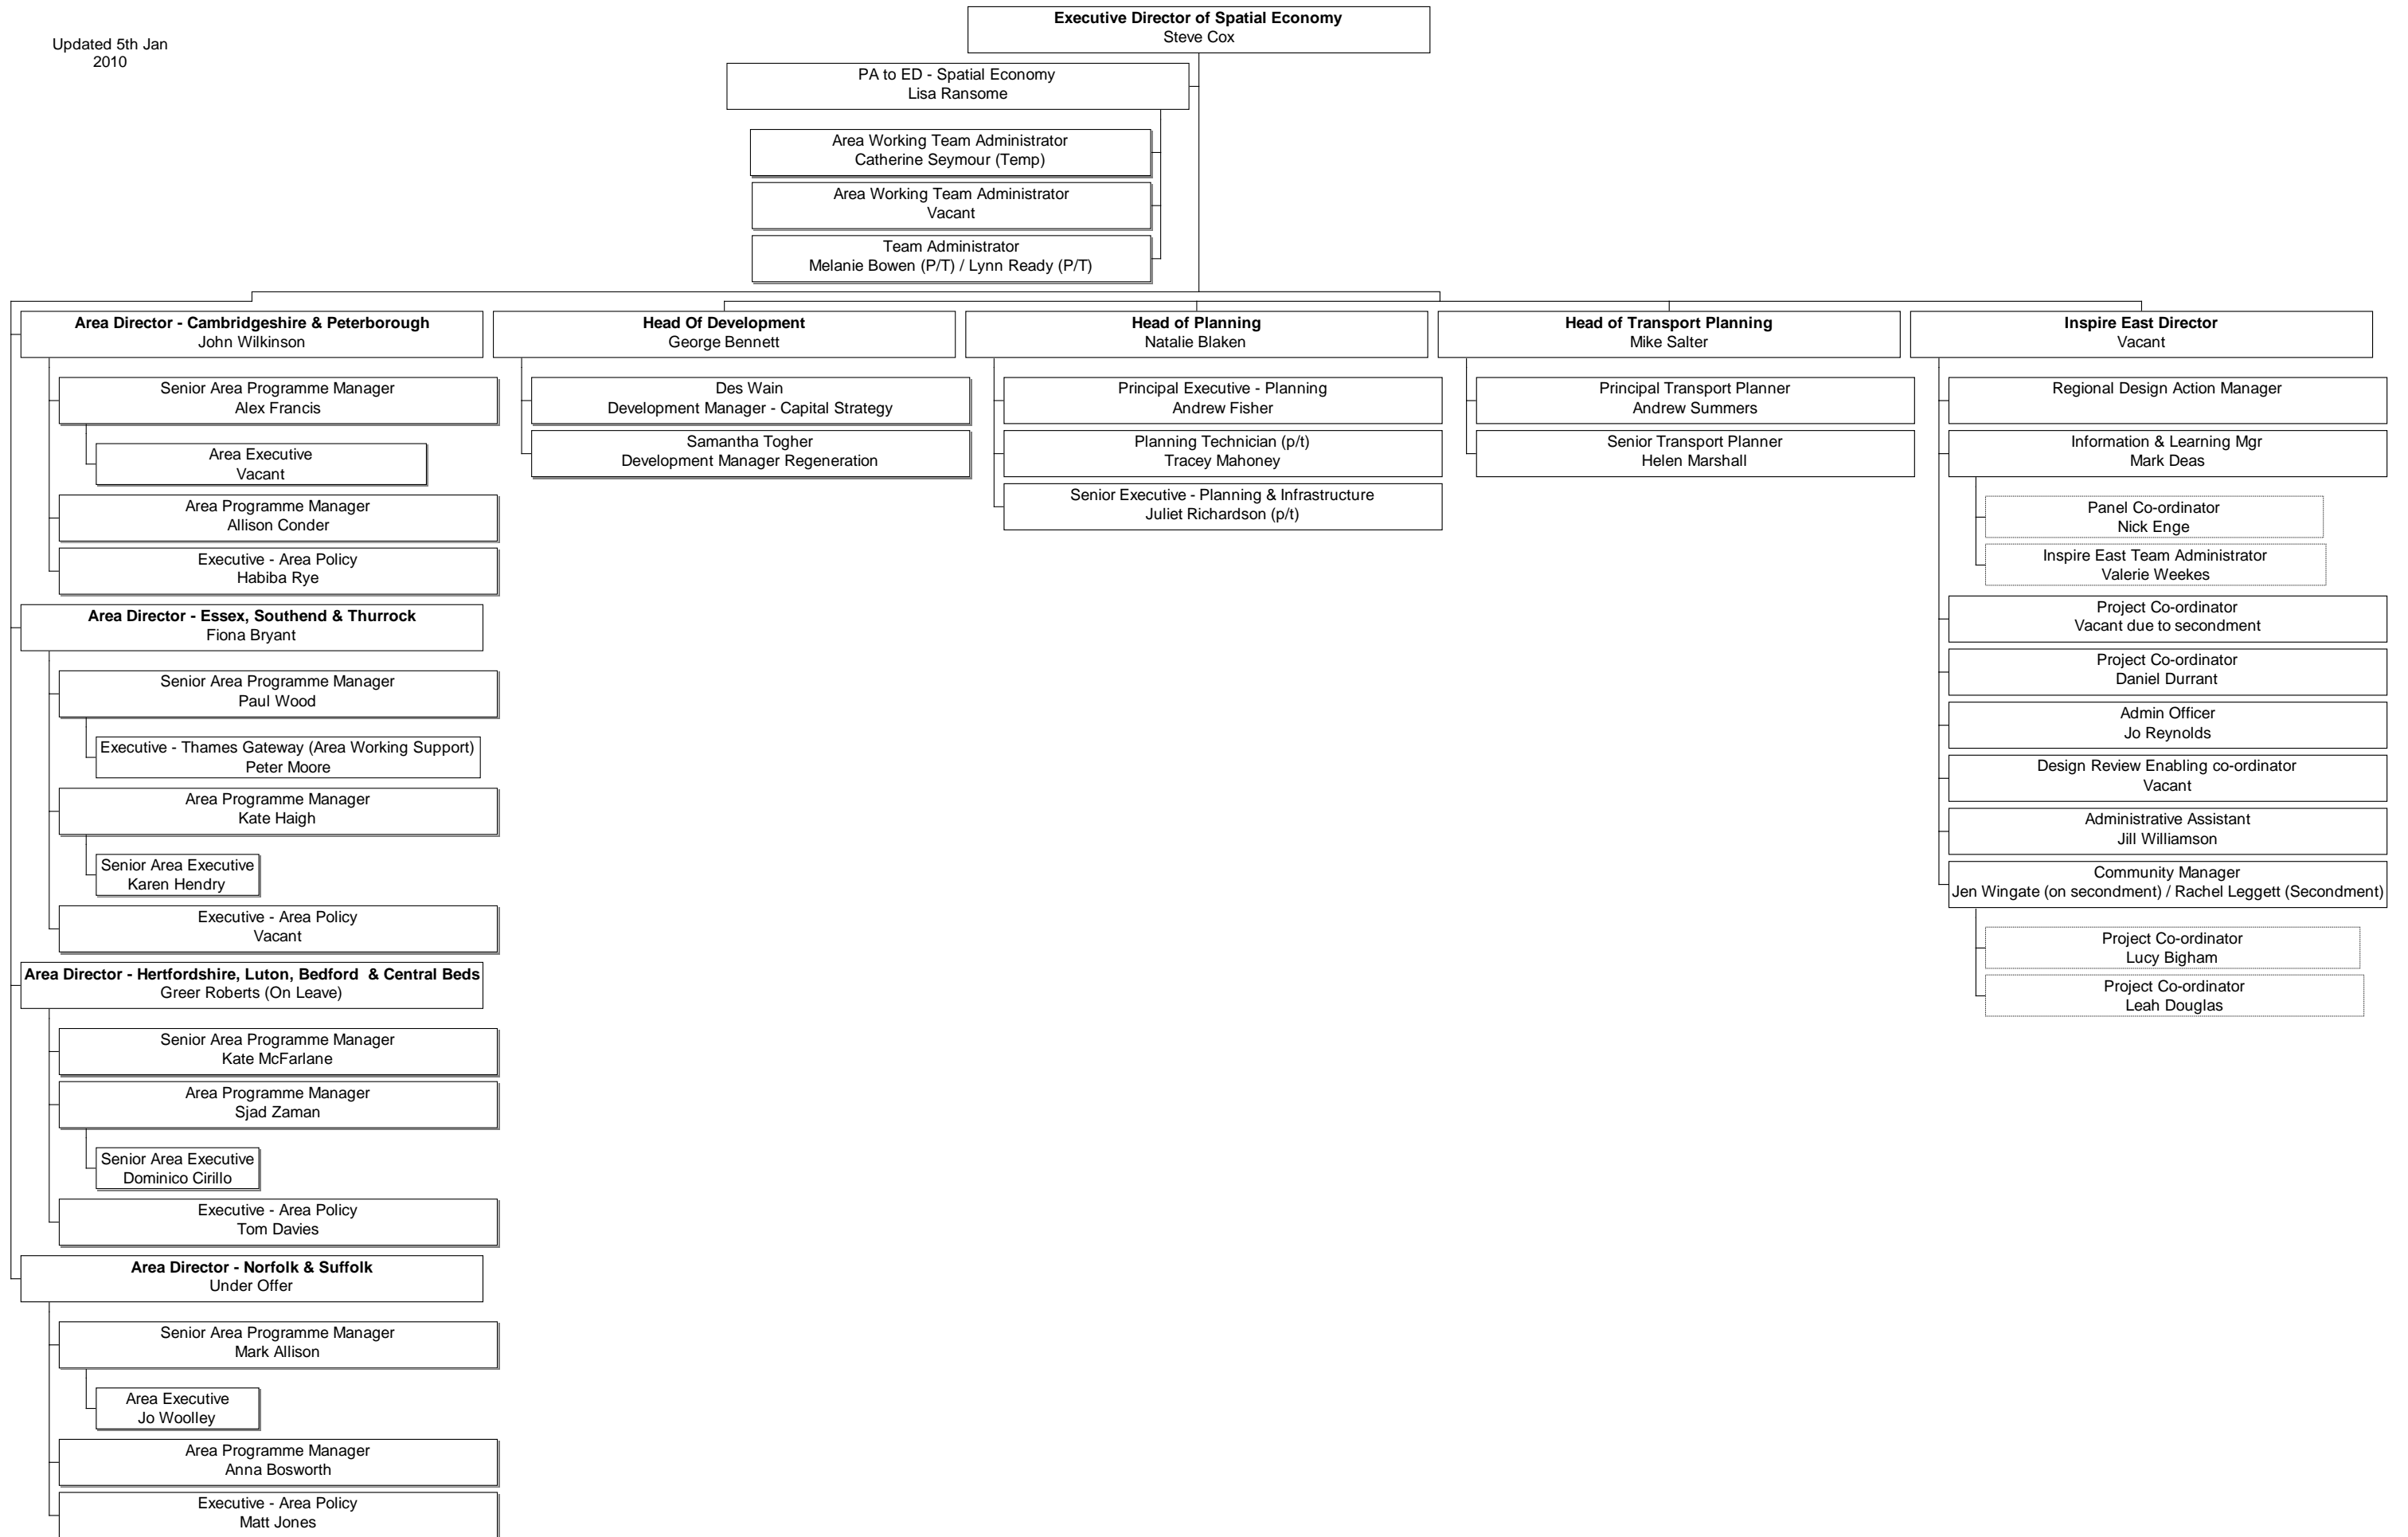 Updated 5th Jan
2010
Executive Director of Spatial Economy
Steve Cox
PA to ED - Spatial Economy
Lisa Ransome
Area Working Team Administrator
Catherine Seymour (Temp)
Area Working Team Administrator
Vacant
Team Administrator
Melanie Bowen (P/T) / Lynn Ready (P/T)
Area Director - Cambridgeshire & Peterborough
John Wilkinson
Senior Area Programme Manager
Alex Francis
Area Executive
Vacant
Area Programme Manager
Allison Conder
Executive - Area Policy
Habiba Rye
Area Director - Essex, Southend & Thurrock
Fiona Bryant
Senior Area Programme Manager
Paul Wood
Executive - Thames Gateway (Area Working Support)
Peter Moore
Area Programme Manager
Kate Haigh
Senior Area Executive
Karen Hendry
Executive - Area Policy
Vacant
Area Director - Hertfordshire, Luton, Bedford  & Central Beds
Greer Roberts (On Leave)
Senior Area Programme Manager
Kate McFarlane
Area Programme Manager
Sjad Zaman
Senior Area Executive
Dominico Cirillo
Executive - Area Policy
Tom Davies
Area Director - Norfolk & Suffolk
Under Offer
Senior Area Programme Manager
Mark Allison
Area Executive
Jo Woolley
Area Programme Manager
Anna Bosworth
Executive - Area Policy
Matt Jones
Head Of Development
George Bennett
Des Wain
Development Manager - Capital Strategy
Samantha Togher
Development Manager Regeneration
Head of Planning
Natalie Blaken
Principal Executive - Planning
Andrew Fisher
Planning Technician (p/t)
Tracey Mahoney
Senior Executive - Planning & Infrastructure
Juliet Richardson (p/t)
Head of Transport Planning
Mike Salter
Principal Transport Planner
Andrew Summers
Senior Transport Planner
Helen Marshall
Inspire East Director
Vacant
Regional Design Action Manager
Information & Learning Mgr
Mark Deas
Panel Co-ordinator
Nick Enge
Inspire East Team Administrator
Valerie Weekes
Project Co-ordinator
Vacant due to secondment
Project Co-ordinator
Daniel Durrant
Admin Officer
Jo Reynolds
Design Review Enabling co-ordinator
Vacant
Administrative Assistant
Jill Williamson
Community Manager
Jen Wingate (on secondment) / Rachel Leggett (Secondment)
Project Co-ordinator
Lucy Bigham
Project Co-ordinator
Leah Douglas